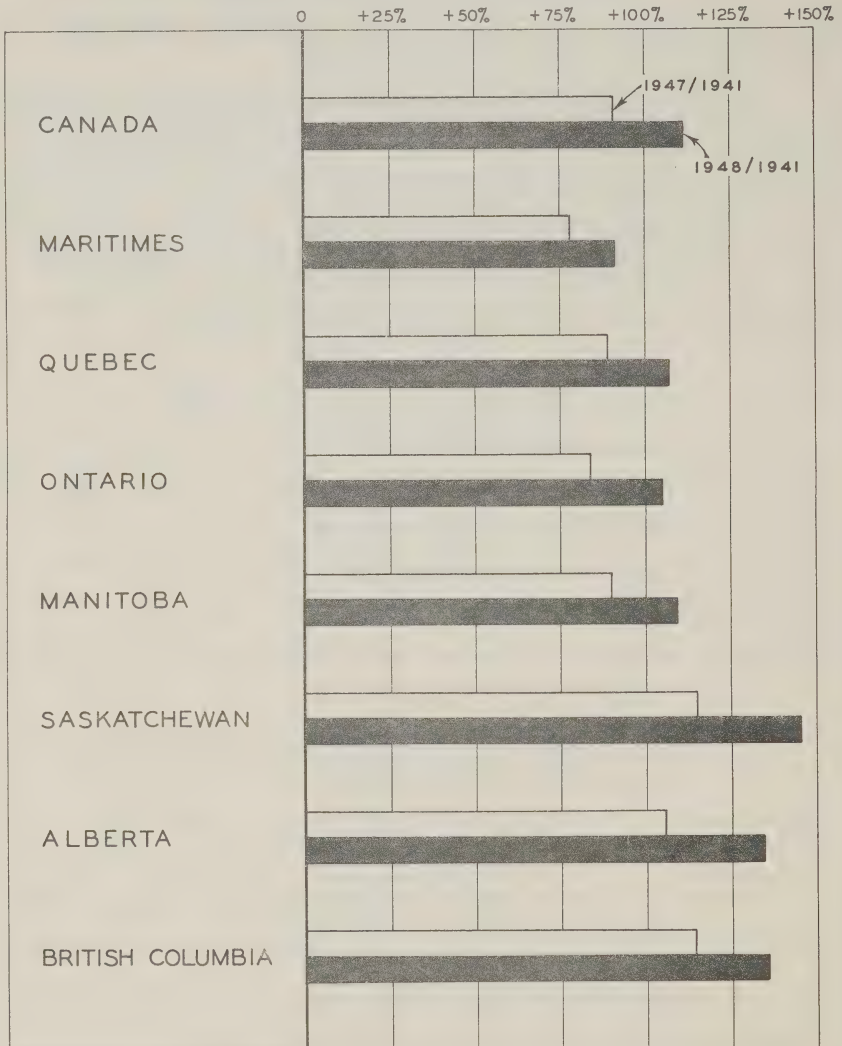 0 +25% +50% +75% +100% +125% +150%
1947/1941
CANADA
1948/1941
MARITIMES
QUEBEC
ONTARIO
MANITOBA
SASKATCHEWAN
ALBERTA
BRITISH COLUMBIA